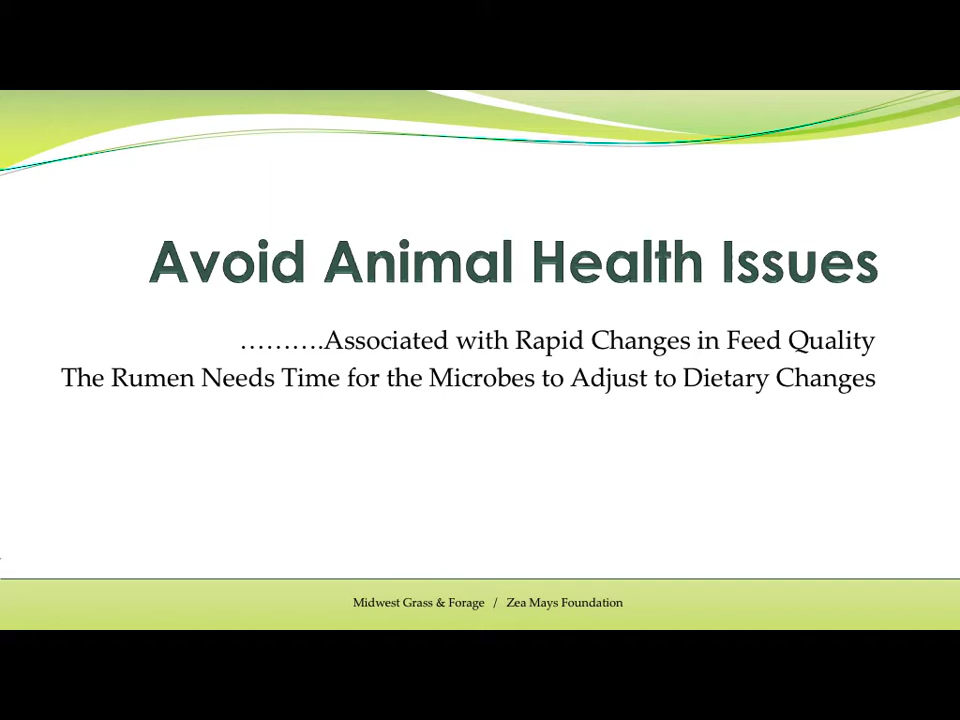 Avoid Animal Health Issues
……….Associated with Rapid Changes in Feed Quality
The Rumen Needs Time for the Microbes to Adjust to Dietary Changes
Midwest Grass & Forage / Zea Mays Foundation